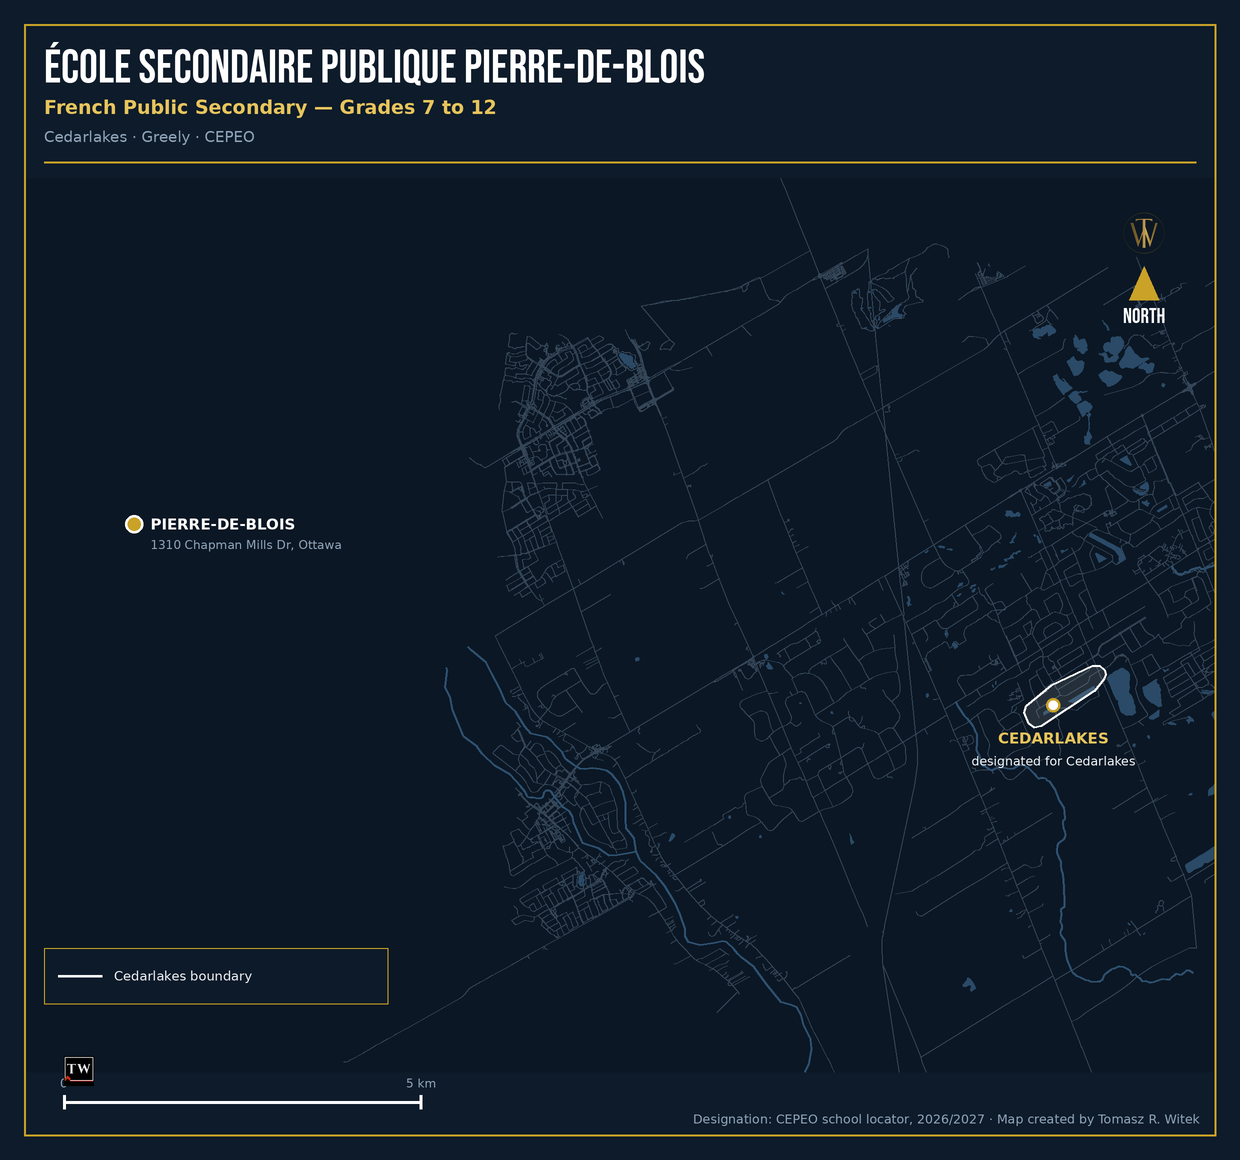 ÉCOLE SECONDAIRE PUBLIQUE PIERRE-DE-BLOIS
French Public Secondary — Grades 7 to 12
Cedarlakes · Greely · CEPEO
TW
NORTH
PIERRE-DE-BLOIS
1310 Chapman Mills Dr, Ottawa
CEDARLAKES
designated for Cedarlakes
Cedarlakes boundary
TW
0 5 km
Designation: CEPEO school locator, 2026/2027 · Map created by Tomasz R. Witek